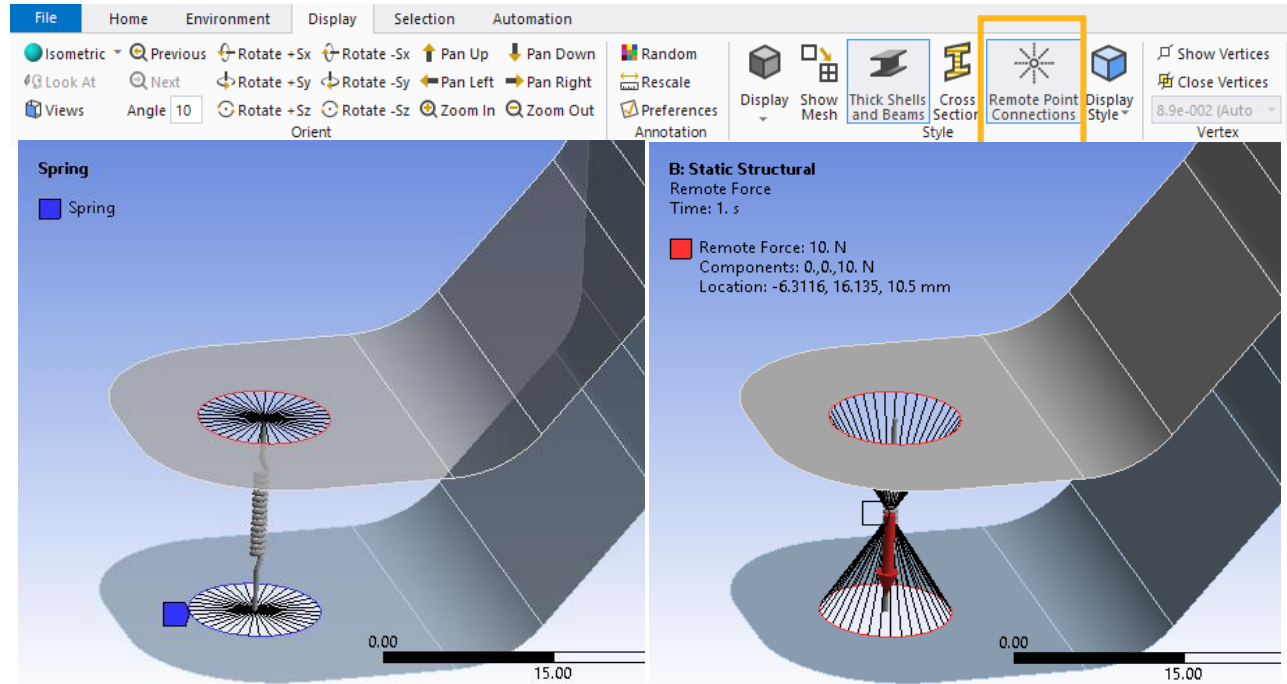 File Home Environment Display Selection Automation
Isometric Previous Rotate +Sx Rotate -Sx Pan Up Pan Down Random Show Vertices
Look At Next Rotate +Sy Rotate -Sy Pan Left Pan Right Rescale Close Vertices
Views Angle 10 Rotate +Sz Rotate -Sz Zoom In Zoom Out Preferences 8.9e-002 (Auto
Display Show Thick Shells Cross Remote Point Display
Mesh and Beams Section Connections Style
Orient Annotation Style Vertex
Spring
Spring
0.00
15.00
B: Static Structural
Remote Force
Time: 1. s
Remote Force: 10. N
Components: 0.,0.,10. N
Location: -6.3116, 16.135, 10.5 mm
0.00
15.00